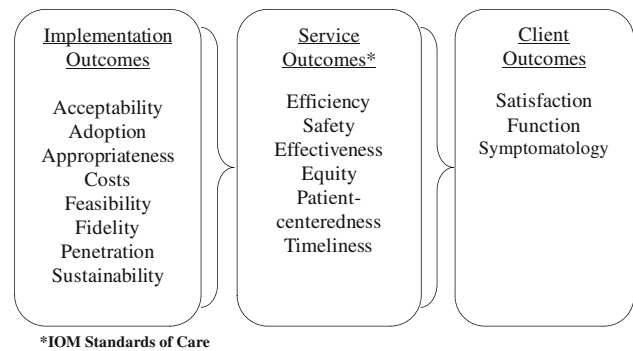 Implementation
Outcomes
Acceptability
Adoption
Appropriateness
Costs
Feasibility
Fidelity
Penetration
Sustainability
Service
Outcomes*
Efficiency
Safety
Effectiveness
Equity
Patient-
centeredness
Timeliness
Client
Outcomes
Satisfaction
Function
Symptomatology
*IOM Standards of Care